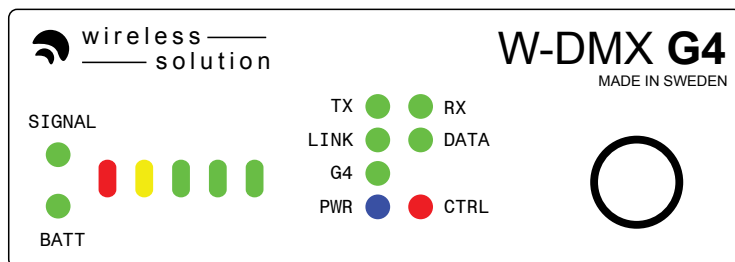 wireless
solution
W-DMX G4
MADE IN SWEDEN
SIGNAL
BATT
TX
RX
LINK
DATA
G4
PWR
CTRL